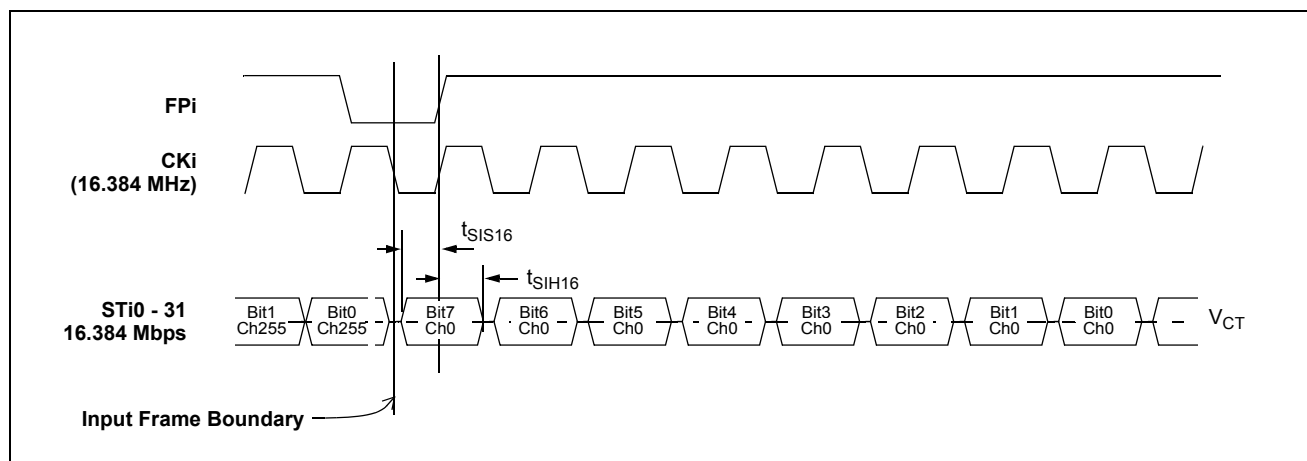 FPi
CKi
(16.384 MHz)
tSIS16
tSIH16
STi0 - 31
16.384 Mbps
Bit1
Ch255
Bit0
Ch255
Bit7
Ch0
Bit6
Ch0
Bit5
Ch0
Bit4
Ch0
Bit3
Ch0
Bit2
Ch0
Bit1
Ch0
Bit0
Ch0
VCT
Input Frame Boundary